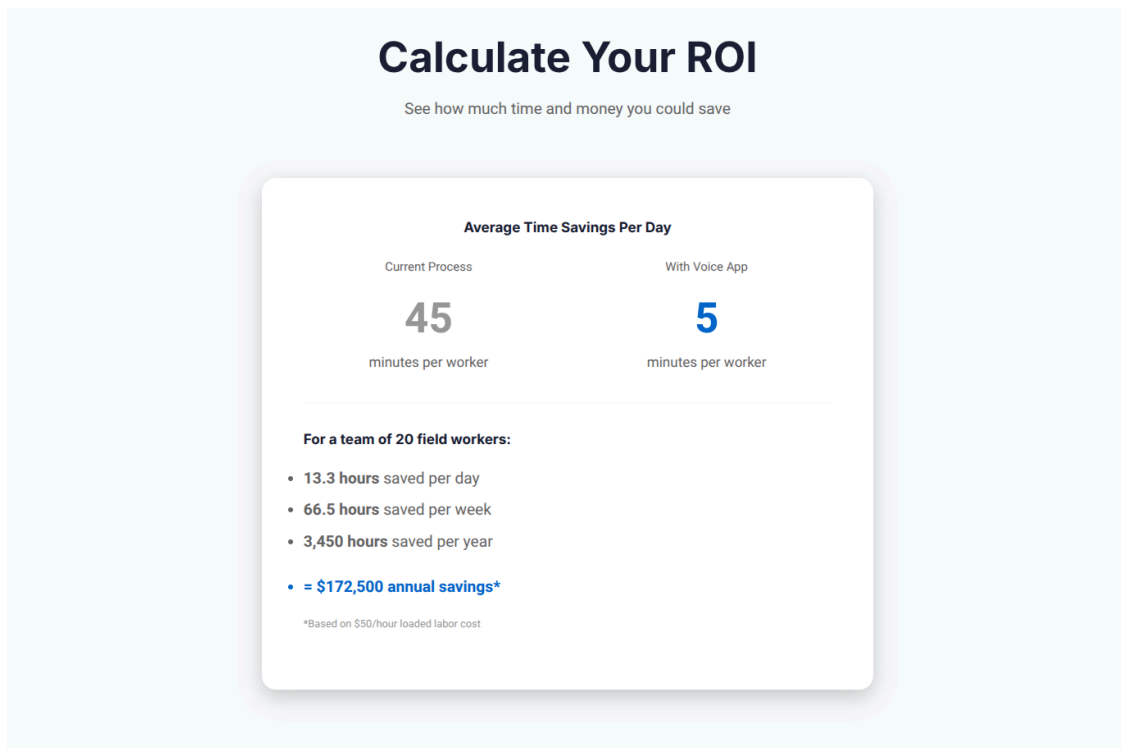 Calculate Your ROI
See how much time and money you could save
Average Time Savings Per Day
Current Process
With Voice App
45
5
minutes per worker
minutes per worker
For a team of 20 field workers:
• 13.3 hours saved per day
• 66.5 hours saved per week
• 3,450 hours saved per year
• = $172,500 annual savings*
*Based on $50/hour loaded labor cost